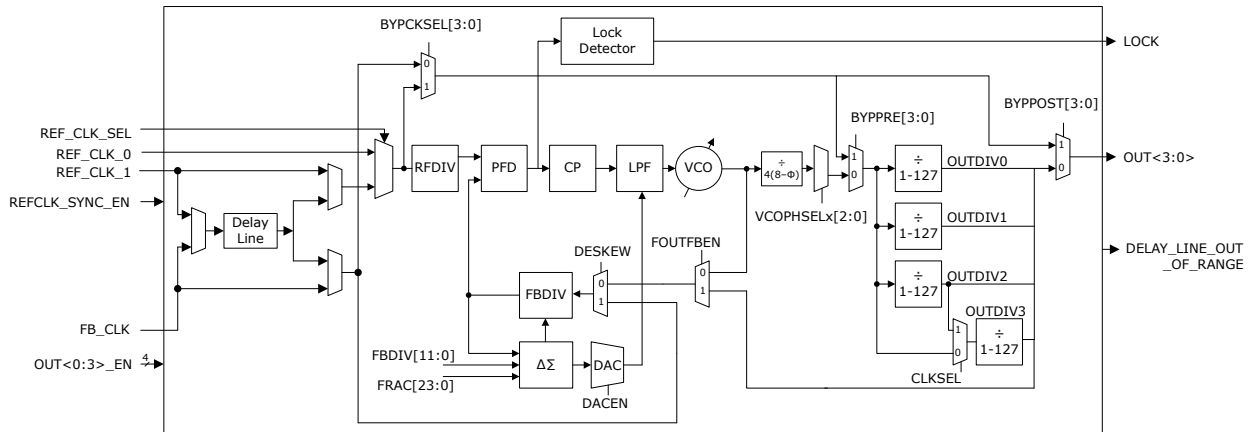 BYPCKSEL[3:0]
Lock
Detector
LOCK
0
1
BYPPOST[3:0]
BYPPRE[3:0]
REF_CLK_SEL
REF_CLK_0
REF_CLK_1
REFCLK_SYNC_EN
RFDIV
PFD
CP
LPF
VCO
÷
4(8–Φ)
VCOPHSELx[2:0]
1
0
÷
1-127
OUTDIV0
1
0
OUT<3:0>
Delay
Line
÷
1-127
OUTDIV1
DELAY_LINE_OUT
_OF_RANGE
DESKEW
FOUTFBEN
0
1
0
1
FBDIV
÷
1-127
OUTDIV2
FB_CLK
OUT<0:3>_EN
4
FBDIV[11:0]
FRAC[23:0]
ΔΣ
DAC
DACEN
OUTDIV3
1
0
÷
1-127
CLKSEL